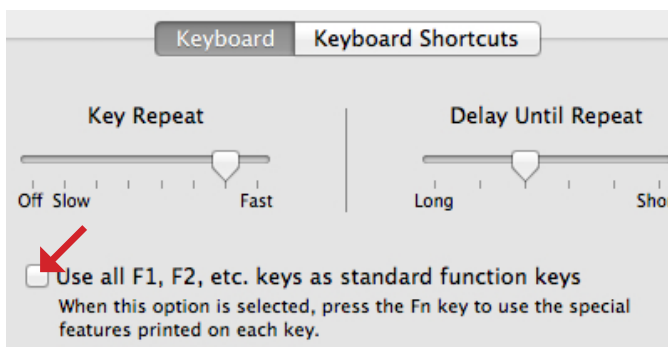 Keyboard Keyboard Shortcuts
Key Repeat Delay Until Repeat
Off Slow Fast Long Shor
Use all F1, F2, etc. keys as standard function keys
When this option is selected, press the Fn key to use the special
features printed on each key.